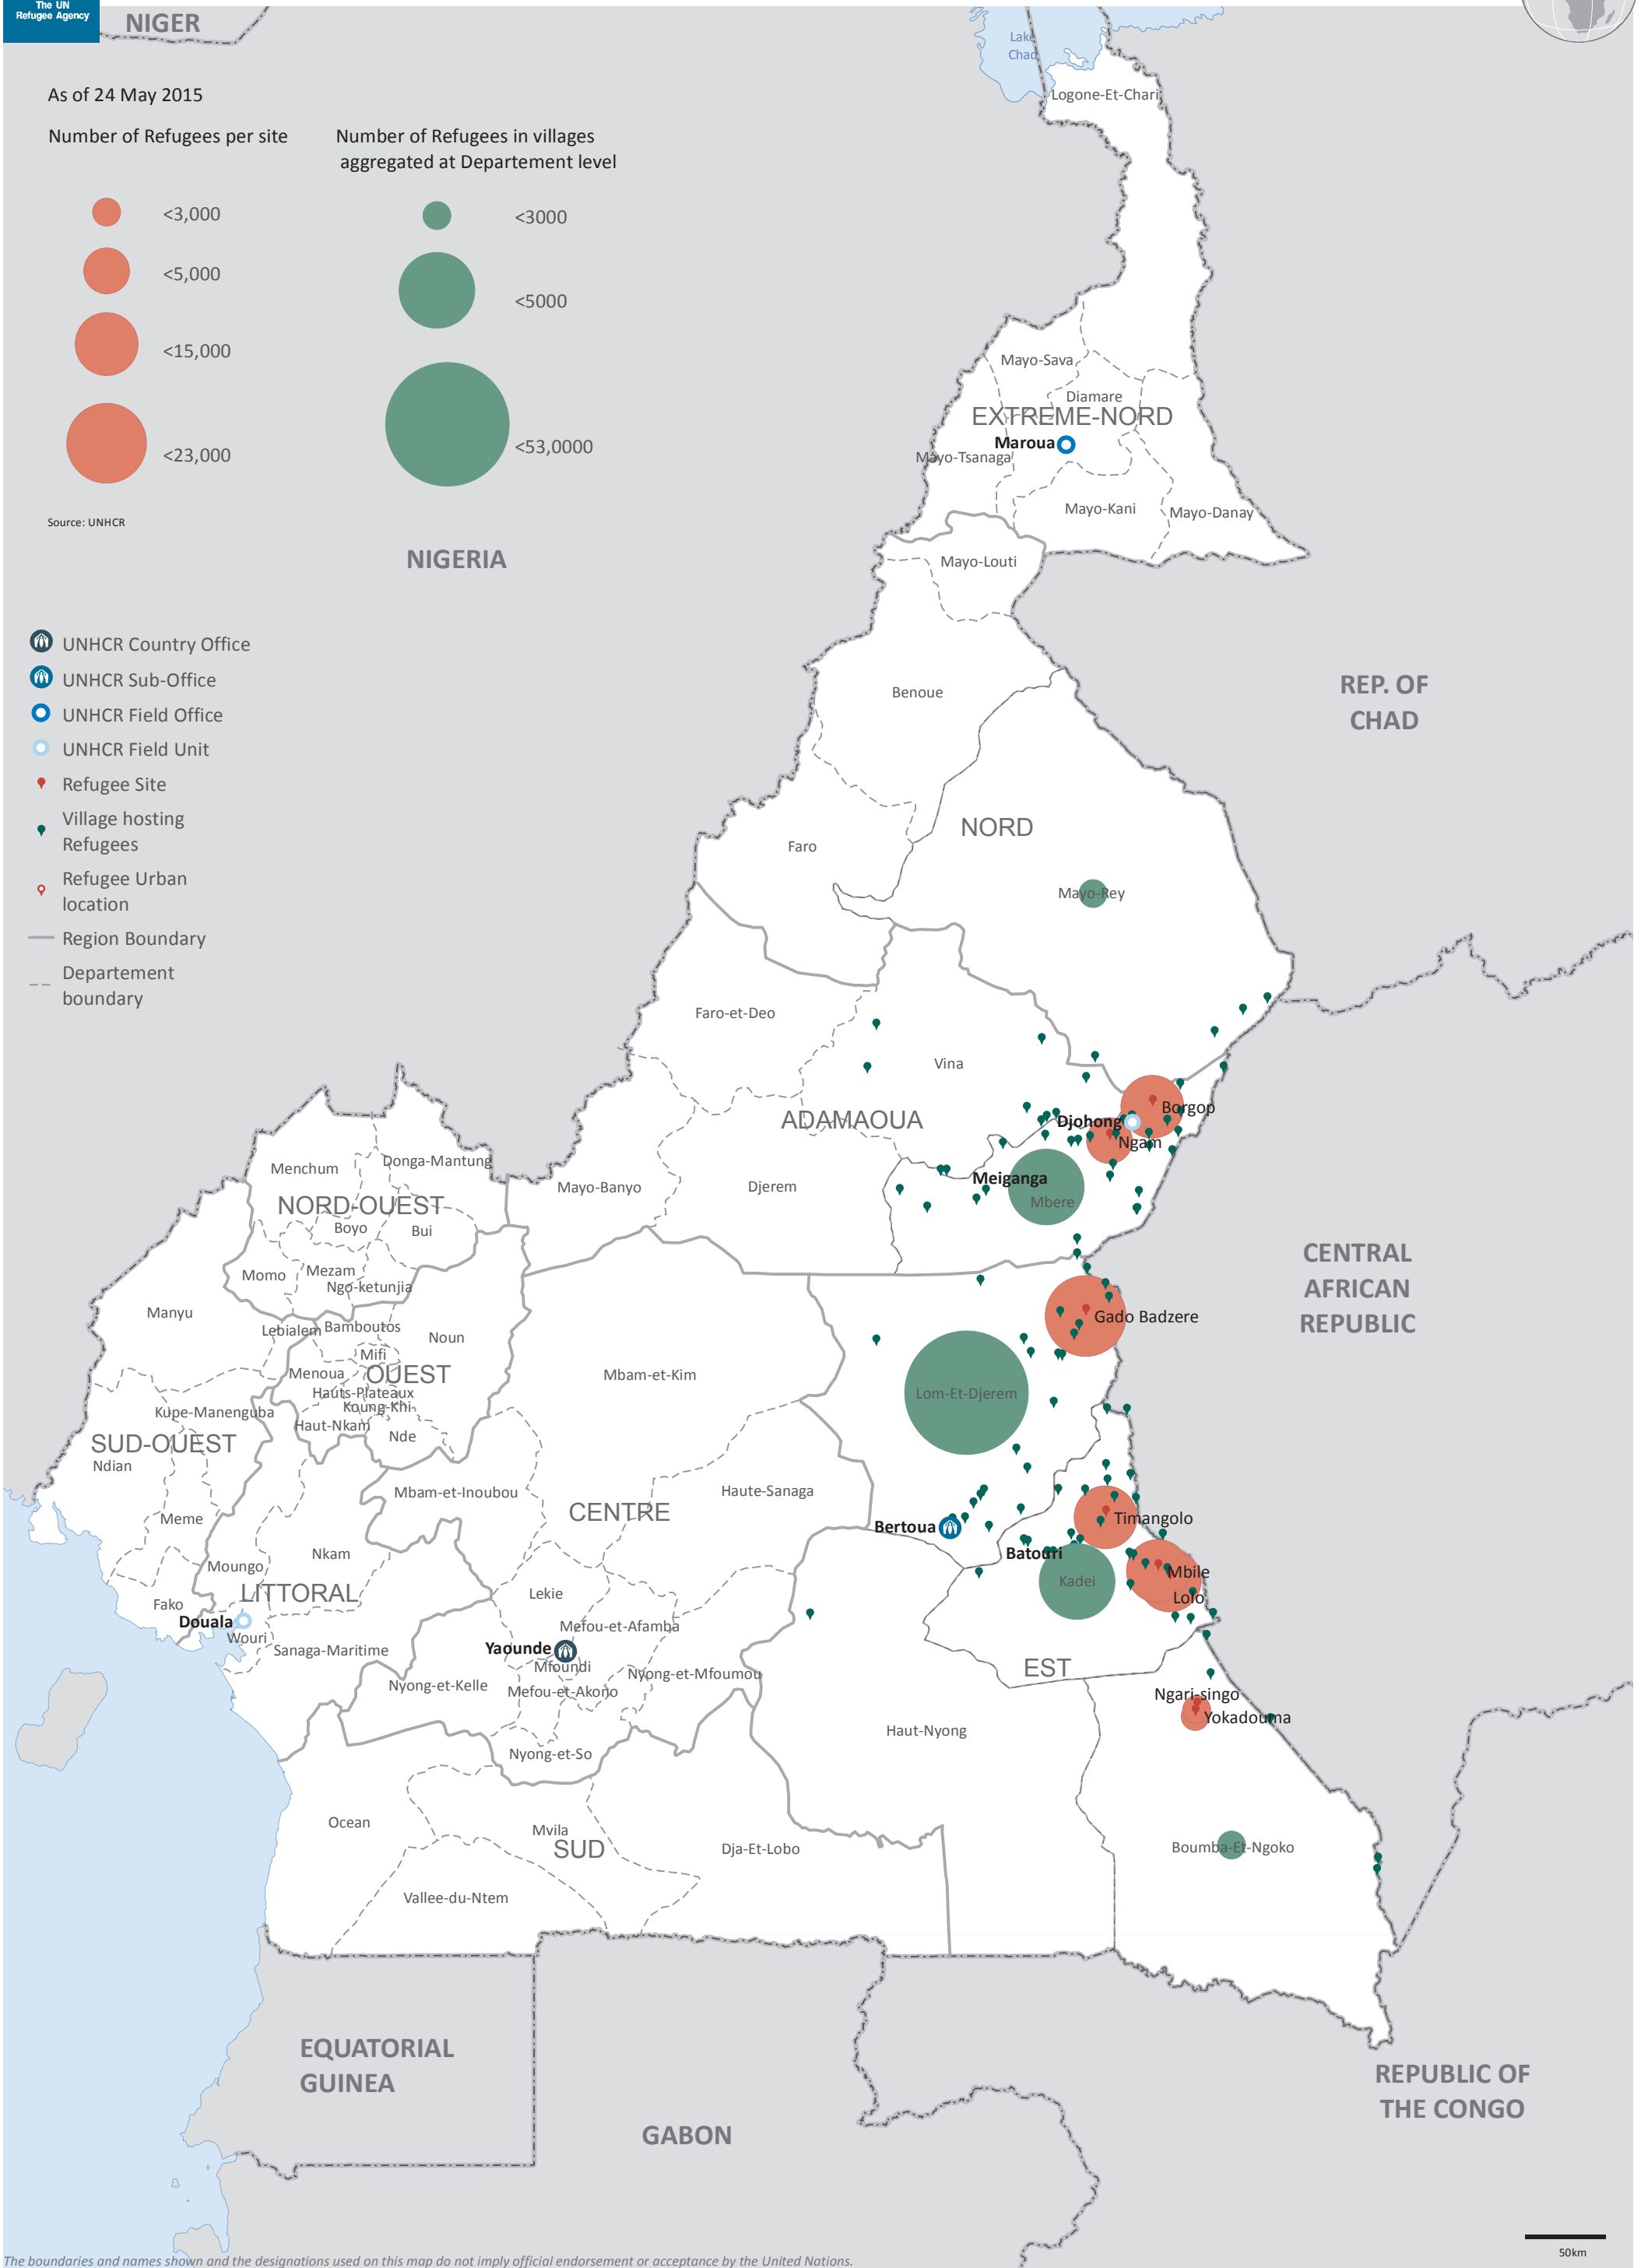 The UN
Refugee Agency
NIGER
Lake
Chad
Logone-Et-Chari
As of 24 May 2015
Number of Refugees per site
Number of Refugees in villages
aggregated at Departement level
<3,000
<3000
<5,000
<5000
<15,000
<23,000
<53,0000
Source: UNHCR
NIGERIA
Mayo-Sava
Diamare
EXTREME-NORD
Maroua
Mayo-Tsanaga
Mayo-Kani
Mayo-Danay
Mayo-Louti
UNHCR Country Office
UNHCR Sub-Office
UNHCR Field Office
UNHCR Field Unit
Refugee Site
Village hosting
Refugees
Refugee Urban
location
Region Boundary
Departement
boundary
Benoue
REP. OF
CHAD
NORD
Faro
Mayo-Rey
Faro-et-Deo
Vina
ADAMAOUA
Borgop
Djohong
Ngam
Meiganga
Mbere
Mayo-Banyo
Djerem
Menchum
Donga-Mantung
NORD-OUEST
Boyo
Bui
Momo
Mezam
Ngo-ketunjia
Manyu
Lebialem
Bamboutos
Noun
Mifi
Menoua
OUEST
Hauts-Plateaux
Koung-Khi
Kupe-Manenguba
Haut-Nkam
Nde
SUD-OUEST
Ndian
Meme
CENTRAL
AFRICAN
REPUBLIC
Gado Badzere
Mbam-et-Kim
Lom-Et-Djerem
Mbam-et-Inoubou
Haute-Sanaga
CENTRE
Bertoua
Timangolo
Batouri
Kadei
Mbile
Lolo
Nkam
Moungo
LITTORAL
Fako
Douala
Wouri
Sanaga-Maritime
Lekie
Mefou-et-Afamba
Yaounde
Mfoundi
Nyong-et-Kelle
Mefou-et-Akono
Nyong-et-Mfoumou
EST
Ngari-singo
Yokadouma
Haut-Nyong
Nyong-et-So
Ocean
Mvila
SUD
Dja-Et-Lobo
Boumba-Et-Ngoko
Vallee-du-Ntem
EQUATORIAL
GUINEA
GABON
REPUBLIC OF
THE CONGO
50km
The boundaries and names shown and the designations used on this map do not imply official endorsement or acceptance by the United Nations.